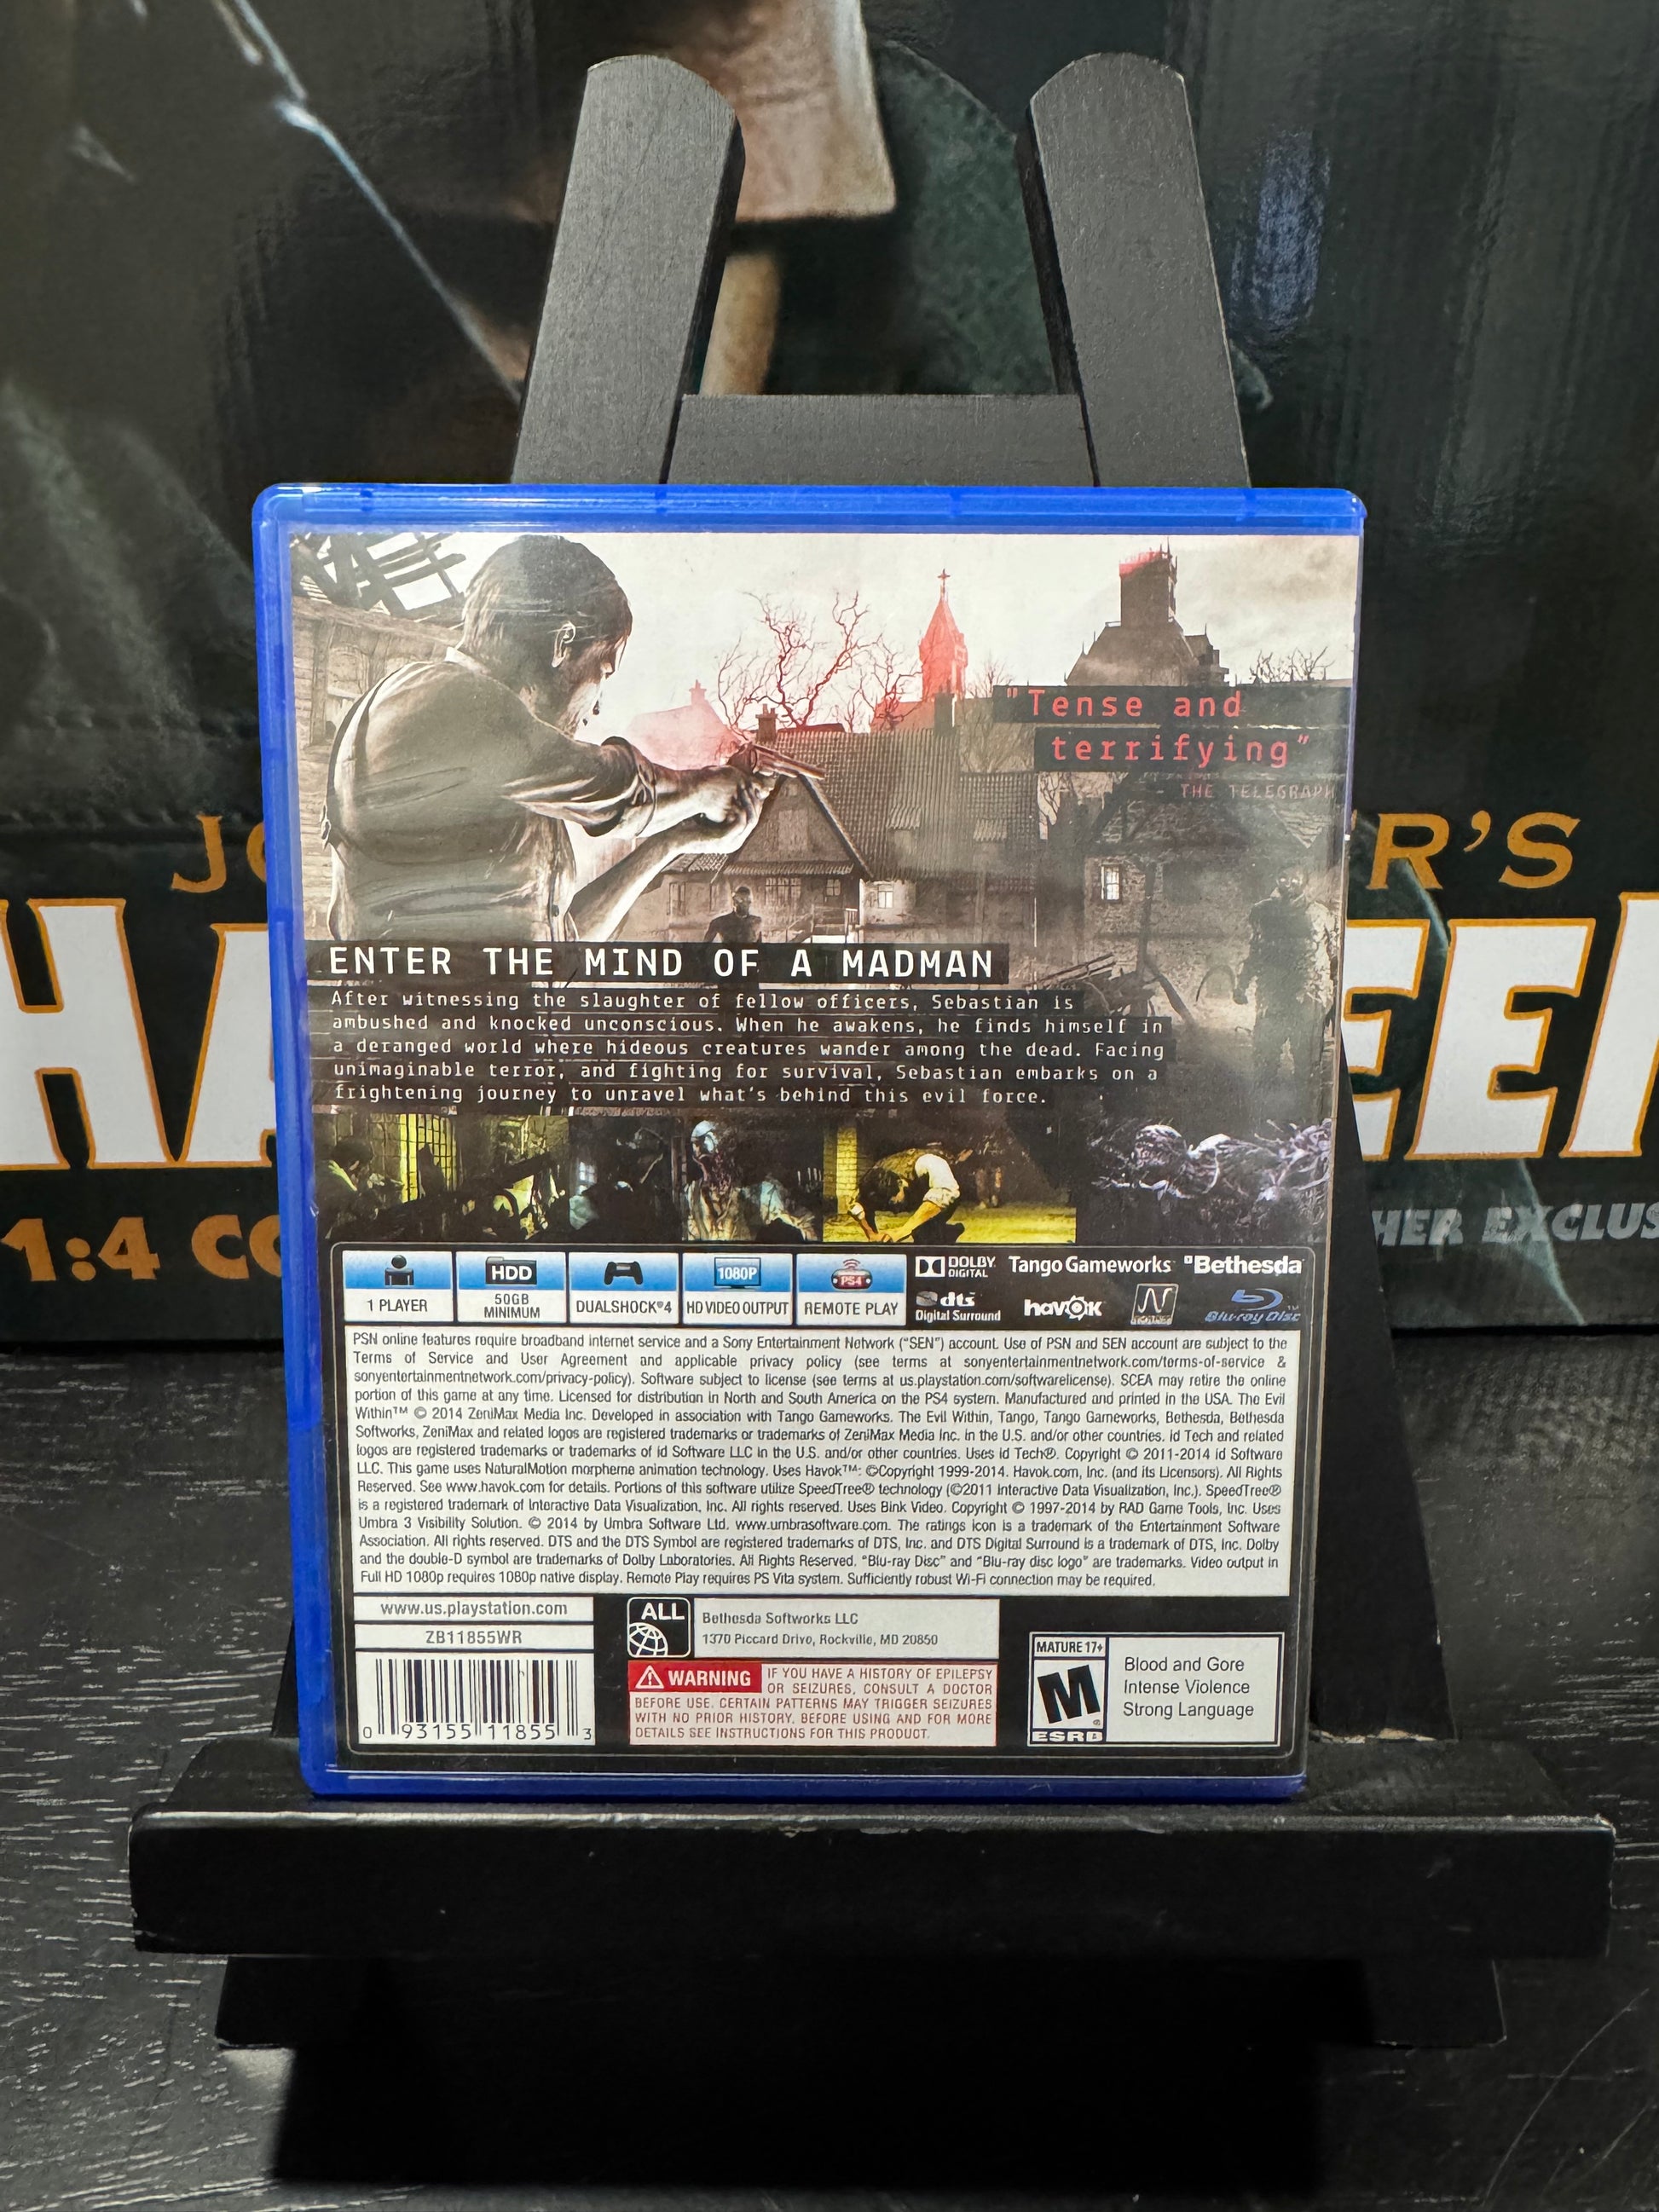 "Tense and
terrifying"
- THE TELEGRAPH
JO
R'S
HA
EEN
1:4 CO
HER EXCLUS
ENTER THE MIND OF A MADMAN
After witnessing the slaughter of fellow officers, Sebastian is
ambushed and knocked unconscious. When he awakens, he finds himself in
a deranged world where hideous creatures wander among the dead. Facing
unimaginable terror, and fighting for survival, Sebastian embarks on a
frightening journey to unravel what's behind this evil force.
1 PLAYER
HDD
50GB
MINIMUM
DUALSHOCK®4
1080P
HD VIDEO OUTPUT
PS4
REMOTE PLAY
DOLBY
DIGITAL
Tango Gameworks
Bethesda
dts
Digital Surround
havok
Blu-ray Disc™
PSN online features require broadband internet service and a Sony Entertainment Network ("SEN") account. Use of PSN and SEN account are subject to the
Terms of Service and User Agreement and applicable privacy policy (see terms at sonyentertainmentnetwork.com/terms-of-service &
sonyentertainmentnetwork.com/privacy-policy). Software subject to license (see terms at us.playstation.com/softwarelicense). SCEA may retire the online
portion of this game at any time. Licensed for distribution in North and South America on the PS4 system. Manufactured and printed in the USA. The Evil
Within™ © 2014 ZeniMax Media Inc. Developed in association with Tango Gameworks. The Evil Within, Tango, Tango Gameworks, Bethesda, Bethesda
Softworks, ZeniMax and related logos are registered trademarks or trademarks of ZeniMax Media Inc. in the U.S. and/or other countries. id Tech and related
logos are registered trademarks or trademarks of id Software LLC in the U.S. and/or other countries. Uses id Tech®. Copyright © 2011-2014 id Software
LLC. This game uses NaturalMotion morpheme animation technology. Uses Havok™: ©Copyright 1999-2014. Havok.com, Inc. (and its Licensors). All Rights
Reserved. See www.havok.com for details. Portions of this software utilize SpeedTree® technology (©2011 Interactive Data Visualization, Inc.). SpeedTree®
is a registered trademark of Interactive Data Visualization, Inc. All rights reserved. Uses Bink Video. Copyright © 1997-2014 by RAD Game Tools, Inc. Uses
Umbra 3 Visibility Solution. © 2014 by Umbra Software Ltd. www.umbrasoftware.com. The ratings icon is a trademark of the Entertainment Software
Association. All rights reserved. DTS and the DTS Symbol are registered trademarks of DTS, Inc. and DTS Digital Surround is a trademark of DTS, Inc. Dolby
and the double-D symbol are trademarks of Dolby Laboratories. All Rights Reserved. "Blu-ray Disc" and "Blu-ray disc logo" are trademarks. Video output in
Full HD 1080p requires 1080p native display. Remote Play requires PS Vita system. Sufficiently robust Wi-Fi connection may be required.
www.us.playstation.com
ZB11855WR
0 93155 11855 3
ALL
Bethesda Softworks LLC
1370 Piccard Drive, Rockville, MD 20850
WARNING IF YOU HAVE A HISTORY OF EPILEPSY
OR SEIZURES, CONSULT A DOCTOR
BEFORE USE. CERTAIN PATTERNS MAY TRIGGER SEIZURES
WITH NO PRIOR HISTORY. BEFORE USING AND FOR MORE
DETAILS SEE INSTRUCTIONS FOR THIS PRODUCT.
MATURE 17+
M
ESRB
Blood and Gore
Intense Violence
Strong Language